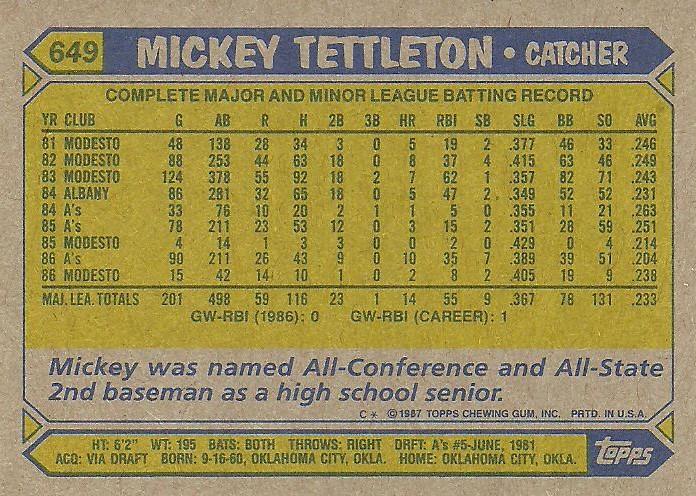 649 MICKEY TETTLETON • CATCHER
COMPLETE MAJOR AND MINOR LEAGUE BATTING RECORD
YR CLUB G AB R H 2B 3B HR RBI SB SLG BB SO AVG
81 MODESTO 48 138 28 34 3 0 5 19 2 .377 46 33 .246
82 MODESTO 88 253 44 63 18 0 8 37 4 .415 63 46 .249
83 MODESTO 124 378 55 92 18 2 7 62 1 .357 82 71 .243
84 ALBANY 86 281 32 65 18 0 5 47 2 .349 52 52 .231
84 A's 33 76 10 20 2 1 1 5 0 .355 11 21 .263
85 A's 78 211 23 53 12 0 3 15 2 .351 28 59 .251
85 MODESTO 4 14 1 3 3 0 0 2 0 .429 0 4 .214
86 A's 90 211 26 43 9 0 10 35 7 .389 39 51 .204
86 MODESTO 15 42 14 10 1 0 2 8 2 .405 19 9 .238
MAJ. LEA. TOTALS 201 498 59 116 23 1 14 55 9 .367 78 131 .233
GW-RBI (1986): 0 GW-RBI (CAREER): 1
Mickey was named All-Conference and All-State
2nd baseman as a high school senior.
C* ©1987 TOPPS CHEWING GUM, INC. PRTD. IN U.S.A.
HT: 6'2" WT: 195 BATS: BOTH THROWS: RIGHT DRFT: A's #5-JUNE, 1981
ACQ: VIA DRAFT BORN: 9-16-60, OKLAHOMA CITY, OKLA. HOME: OKLAHOMA CITY, OKLA.
topps